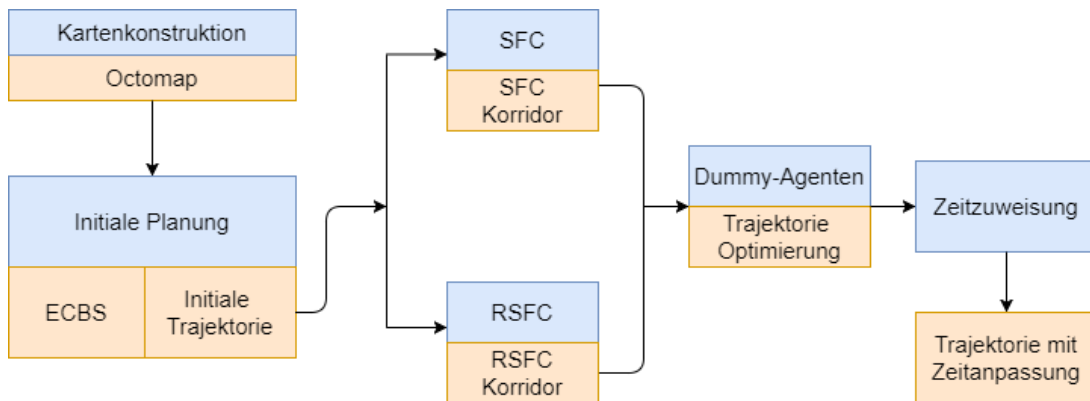 Kartenkonstruktion
Octomap
Initiale Planung
ECBS
Initiale
Trajektorie
SFC
SFC
Korridor
RSFC
RSFC
Korridor
Dummy-Agenten
Trajektorie
Optimierung
Zeitzuweisung
Trajektorie mit
Zeitanpassung